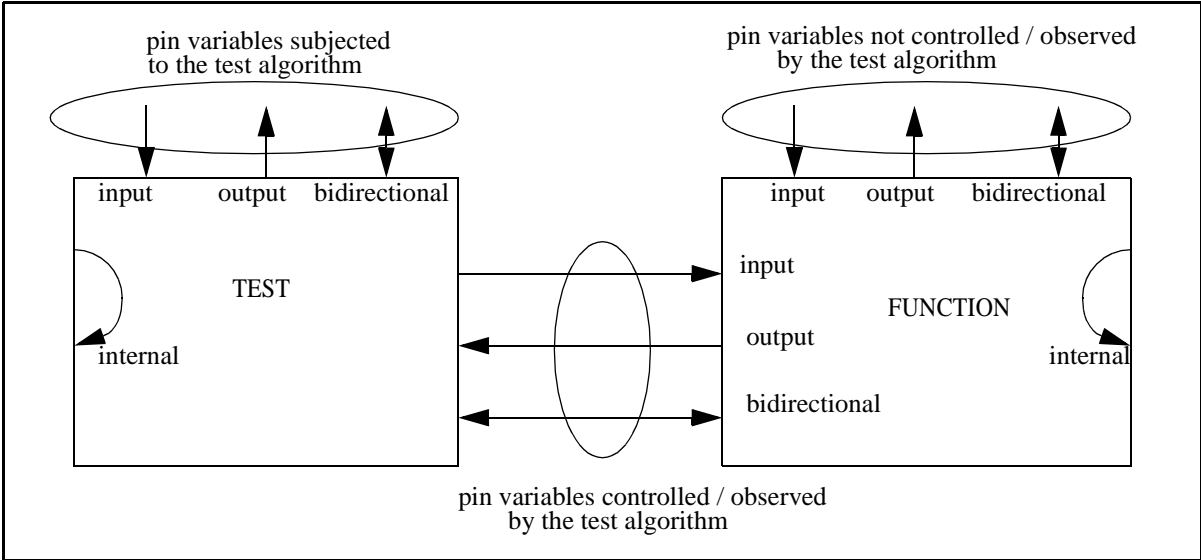 pin variables subjected
to the test algorithm
pin variables not controlled / observed
by the test algorithm
input output bidirectional
input output bidirectional
TEST
internal
input
output
bidirectional
FUNCTION
internal
pin variables controlled / observed
by the test algorithm